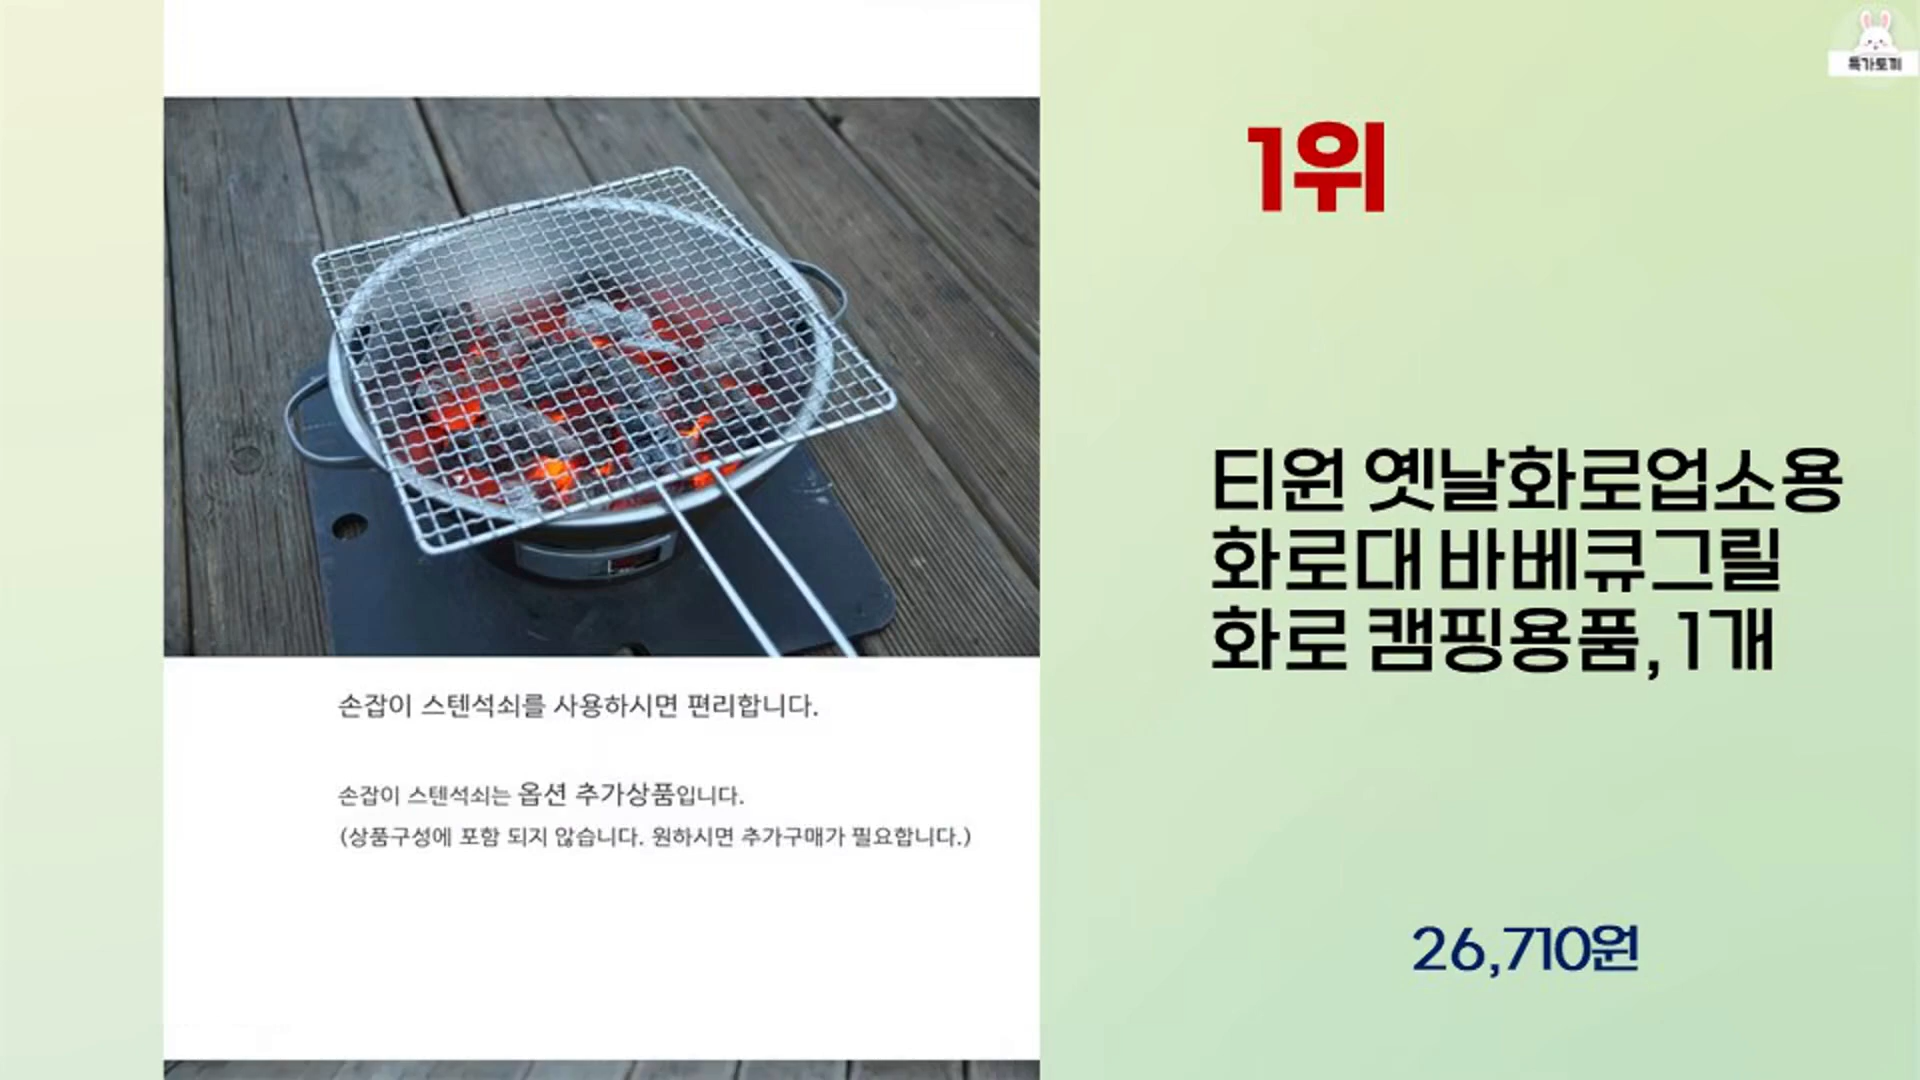 특가토끼
1위
티원 옛날화로업소용
화로대 바베큐그릴
화로 캠핑용품, 1개
26,710원
손잡이 스텐석쇠를 사용하시면 편리합니다.
손잡이 스텐석쇠는 옵션 추가상품입니다.
(상품구성에 포함 되지 않습니다. 원하시면 추가구매가 필요합니다.)